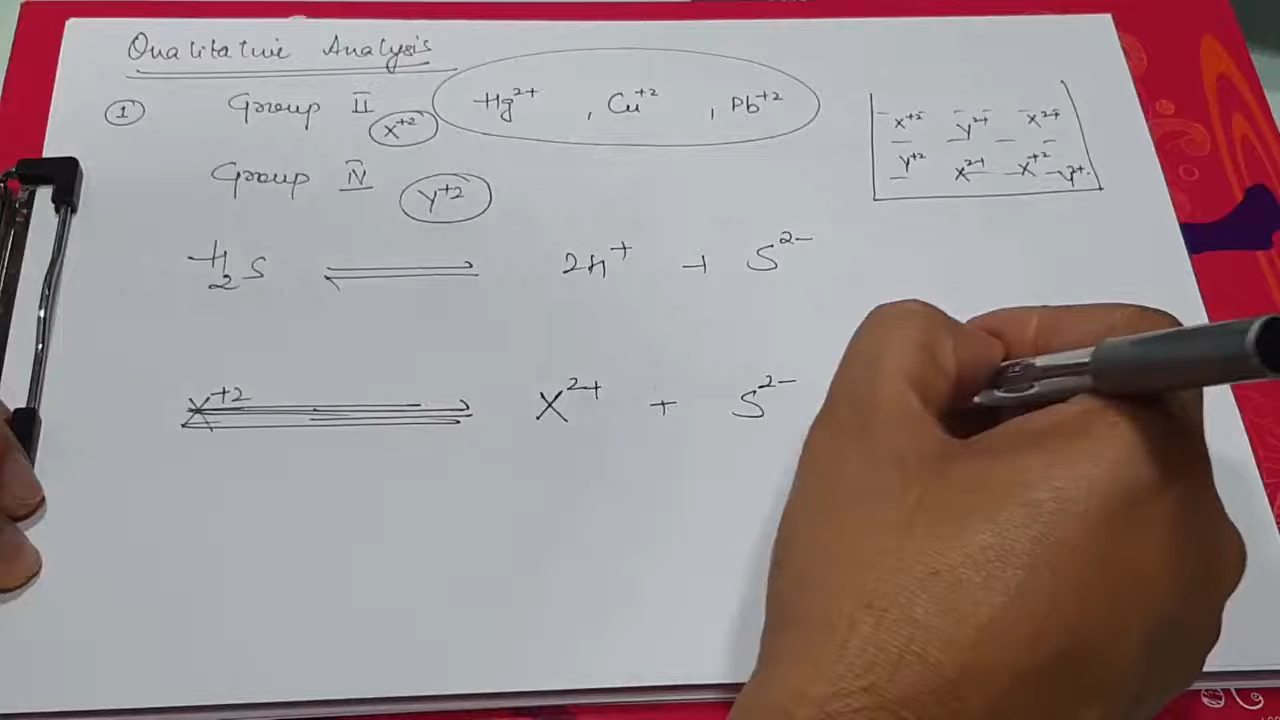 Qualitative Analysis
① Group II X⁺² Hg²⁺ , Cu⁺² , Pb⁺²
Group IV Y⁺²
X⁺² Y²⁺ X²⁺
Y⁺² X²⁺ X⁺²
H₂S ⇌ 2H⁺ + S²⁻
X⁺² X²⁺ + S²⁻